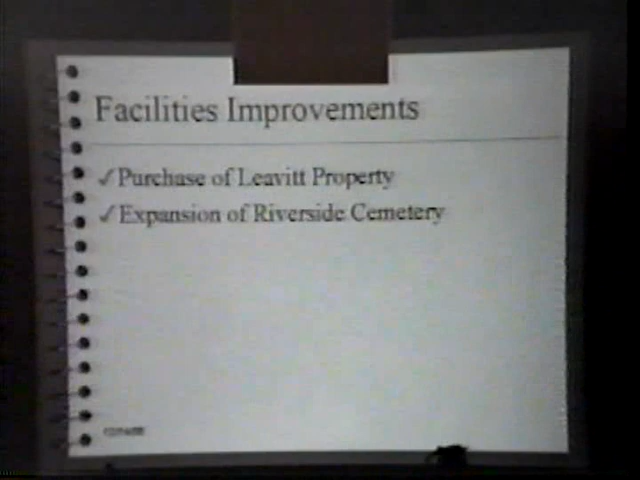 Facilities Improvements
✓Purchase of Leavitt Property
✓Expansion of Riverside Cemetery